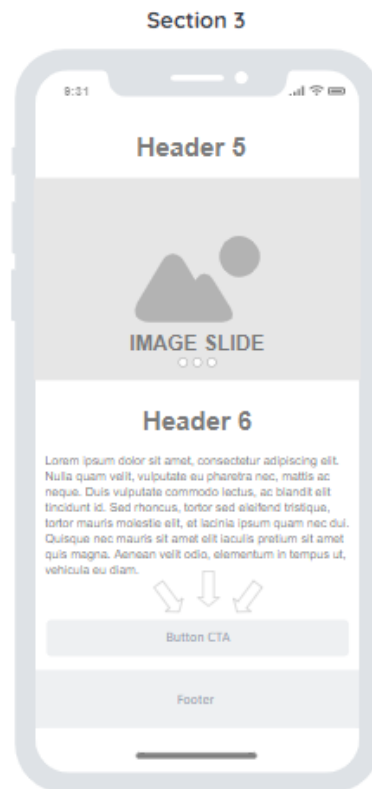 Section 3
9:31
Header 5
IMAGE SLIDE
Header 6
Lorem ipsum dolor sit amet, consectetur adipiscing elit.
Nulla quam velit, vulputate eu pharetra nec, mattis ac
neque. Duis vulputate commodo lectus, ac blandit elit
tincidunt id. Sed rhoncus, tortor sed eleifend tristique,
tortor mauris molestie elit, et lacinia ipsum quam nec dui.
Quisque nec mauris sit amet elit iaculis pretium sit amet
quis magna. Aenean velit odio, elementum in tempus ut,
vehicula eu diam.
Button CTA
Footer